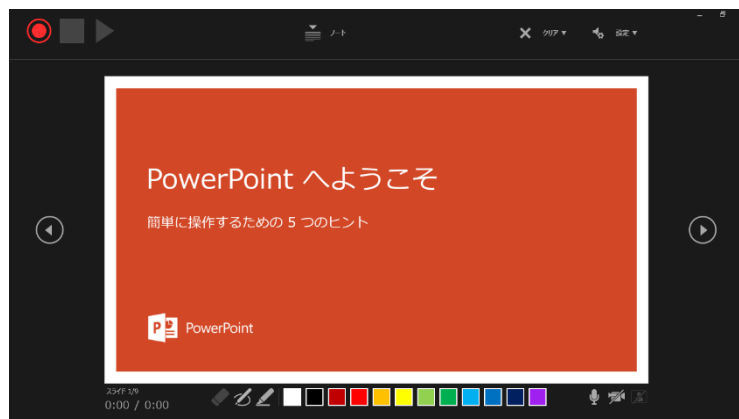 ノート
クリア
設定
PowerPoint へようこそ
簡単に操作するための 5 つのヒント
P
PowerPoint
スライド 1/9
0:00 / 0:00